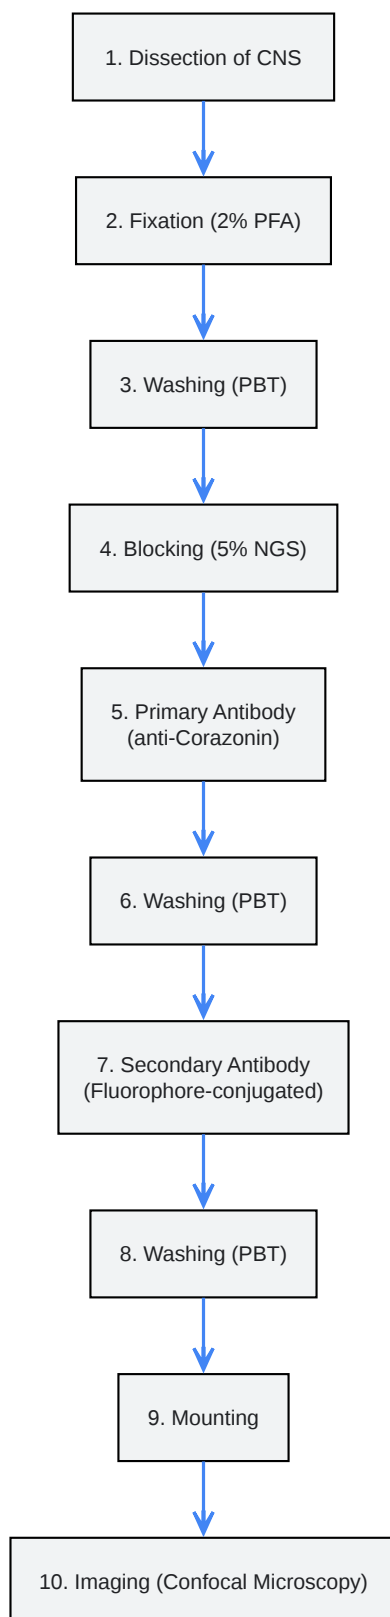 1. Dissection of CNS
2. Fixation (2% PFA)
3. Washing (PBT)
4. Blocking (5% NGS)
5. Primary Antibody
(anti-Corazonin)
6. Washing (PBT)
7. Secondary Antibody
(Fluorophore-conjugated)
8. Washing (PBT)
9. Mounting
10. Imaging (Confocal Microscopy)